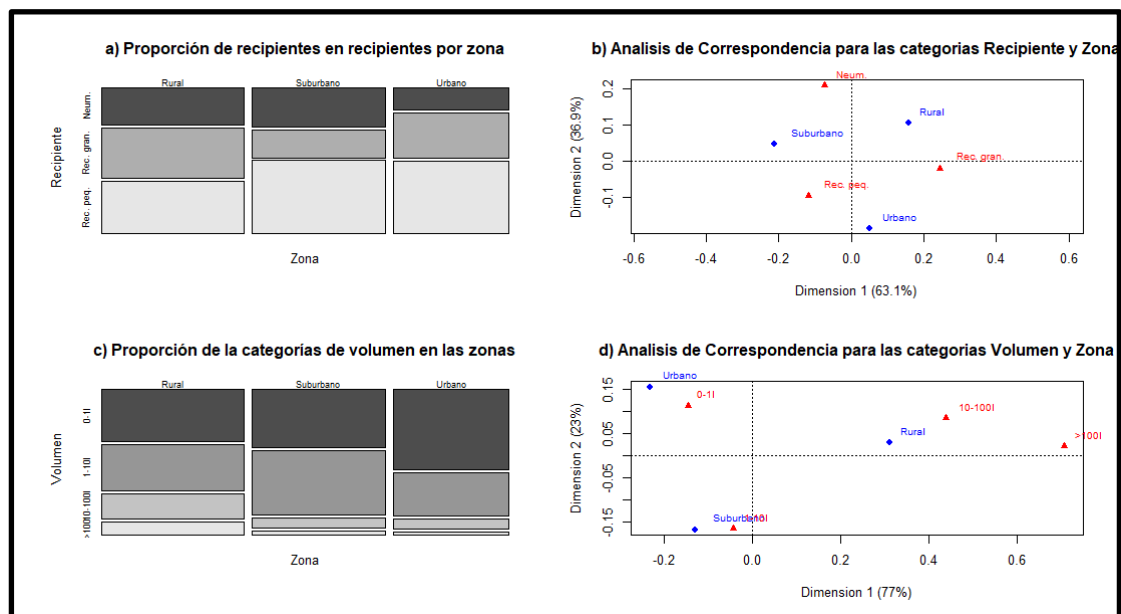 a) Proporción de recipientes en recipientes por zona
Rural Suburbano Urbano
Neum.
Rec. gran.
Rec. peq.
Recipiente
Zona
b) Analisis de Correspondencia para las categorias Recipiente y Zona
Neum.
Rural
Suburbano
Rec. gran.
Rec. peq.
Urbano
0.2
0.1
0.0
-0.1
Dimension 2 (36.9%)
-0.6 -0.4 -0.2 0.0 0.2 0.4 0.6
Dimension 1 (63.1%)
c) Proporción de la categorías de volumen en las zonas
Rural Suburbano Urbano
0-1l
1-10l
10-100l
>100l
Volumen
Zona
d) Analisis de Correspondencia para las categorias Volumen y Zona
Urbano
0-1l
10-100l
Rural
>100l
Suburbano
1-10l
0.15
0.05
-0.05
-0.15
Dimension 2 (23%)
-0.2 0.0 0.2 0.4 0.6
Dimension 1 (77%)